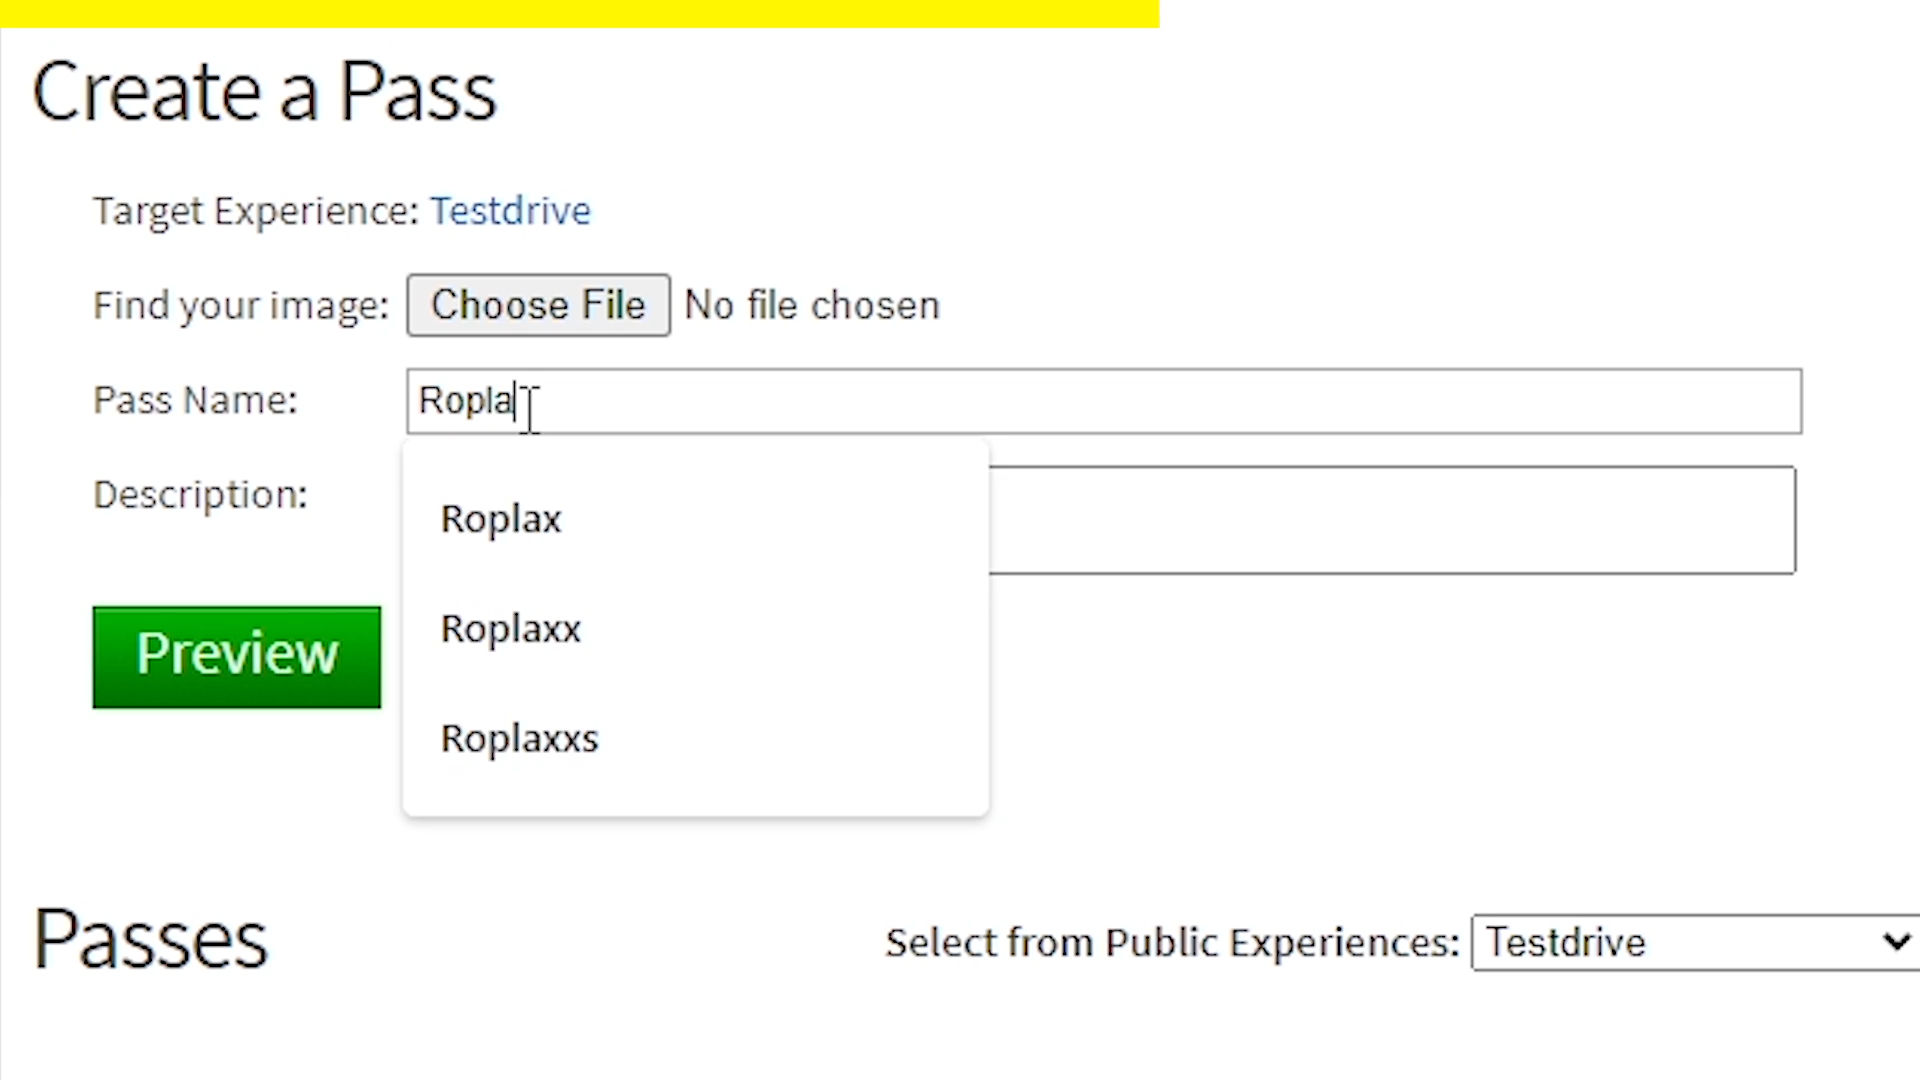 Create a Pass
Target Experience: Testdrive
Find your image: Choose File No file chosen
Pass Name: Ropla
Description:
Roplax
Roplaxx
Roplaxxs
Preview
Passes
Select from Public Experiences: Testdrive